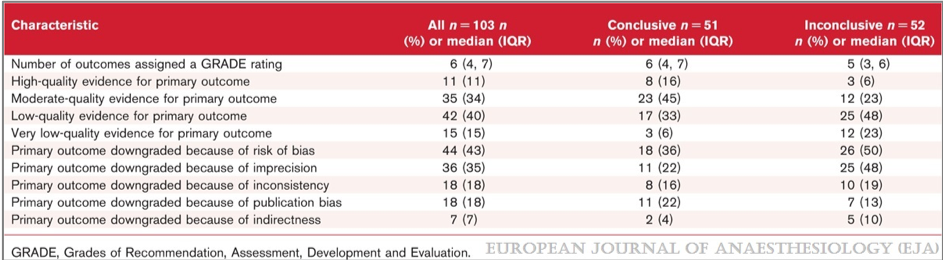 Characteristic All n = 103 n Conclusive n = 51 Inconclusive n = 52
(%) or median (IQR) n (%) or median (IQR) n (%) or median (IQR)
Number of outcomes assigned a GRADE rating 6 (4, 7) 6 (4, 7) 5 (3, 6)
High-quality evidence for primary outcome 11 (11) 8 (16) 3 (6)
Moderate-quality evidence for primary outcome 35 (34) 23 (45) 12 (23)
Low-quality evidence for primary outcome 42 (40) 17 (33) 25 (48)
Very low-quality evidence for primary outcome 15 (15) 3 (6) 12 (23)
Primary outcome downgraded because of risk of bias 44 (43) 18 (36) 26 (50)
Primary outcome downgraded because of imprecision 36 (35) 11 (22) 25 (48)
Primary outcome downgraded because of inconsistency 18 (18) 8 (16) 10 (19)
Primary outcome downgraded because of publication bias 18 (18) 11 (22) 7 (13)
Primary outcome downgraded because of indirectness 7 (7) 2 (4) 5 (10)
GRADE, Grades of Recommendation, Assessment, Development and Evaluation. EUROPEAN JOURNAL OF ANAESTHESIOLOGY (EJA)